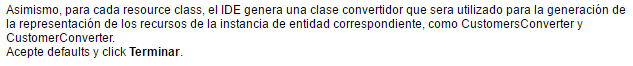 Asimismo, para cada resource class, el IDE genera una clase convertidor que sera utilizado para la generación de
la representación de los recursos de la instancia de entidad correspondiente, como CustomersConverter y
CustomerConverter.
Acepte defaults y click Terminar.